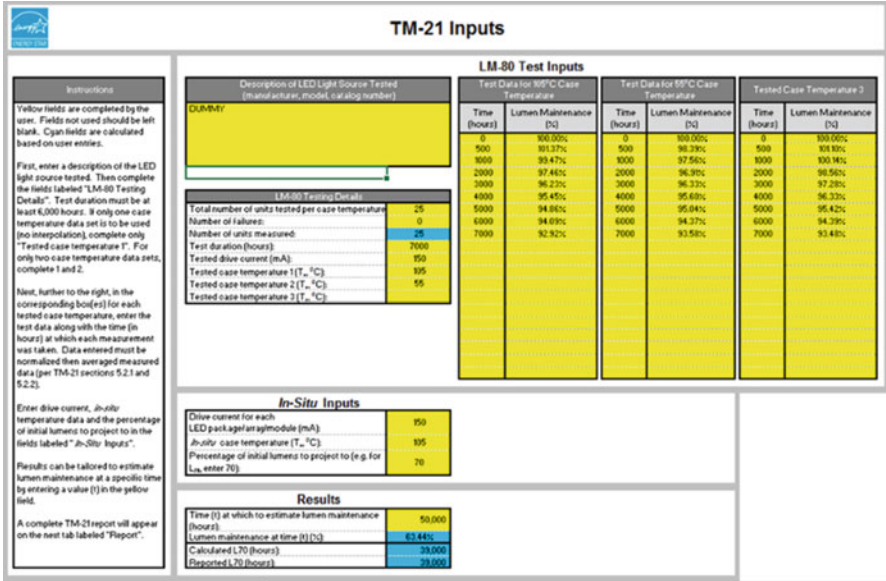 ENERGY STAR
TM-21 Inputs
Instructions
Yellow fields are completed by the
user. Fields not used should be left
blank. Cyan fields are calculated
based on user entries.
First, enter a description of the LED
light source tested. Then complete
the fields labeled "LM-80 Testing
Details". Test duration must be at
least 6,000 hours. If only one case
temperature data set is to be used
(no interpolation), complete only
"Tested case temperature 1". For
only two case temperature data sets,
complete 1 and 2.
Next, further to the right, in the
corresponding box(es) for each
tested case temperature, enter the
test data along with the time (in
hours) at which each measurement
was taken. Data entered must be
normalized then averaged measured
data (per TM-21 sections 5.2.1 and
5.2.2).
Enter drive current, in-situ
temperature data and the percentage
of initial lumens to project to in the
fields labeled "In-Situ Inputs".
Results can be tailored to estimate
lumen maintenance at a specific time
by entering a value (t) in the yellow
field.
A complete TM-21 report will appear
on the next tab labeled "Report".
LM-80 Test Inputs
Description of LED Light Source Tested
(manufacturer, model, catalog number)
DUMMY
LM-80 Testing Details
Total number of units tested per case temperature 25
Number of failures: 0
Number of units measured: 25
Test duration (hours): 7000
Tested drive current (mA): 150
Tested case temperature 1 (Tc, °C): 105
Tested case temperature 2 (Tc, °C): 55
Tested case temperature 3 (Tc, °C):
Test Data for 105°C Case
Temperature
Time
(hours)
Lumen Maintenance
(%)
0 100.00%
500 101.37%
1000 99.47%
2000 97.46%
3000 96.23%
4000 95.45%
5000 94.86%
6000 94.09%
7000 92.92%
Test Data for 55°C Case
Temperature
Time
(hours)
Lumen Maintenance
(%)
0 100.00%
500 98.39%
1000 97.56%
2000 96.91%
3000 96.33%
4000 95.60%
5000 95.04%
6000 94.37%
7000 93.58%
Tested Case Temperature 3
Time
(hours)
Lumen Maintenance
(%)
0 100.00%
500 101.10%
1000 100.14%
2000 98.56%
3000 97.28%
4000 96.33%
5000 95.42%
6000 94.39%
7000 93.48%
In-Situ Inputs
Drive current for each
LED package/array/module (mA): 150
In-situ case temperature (Tc, °C): 105
Percentage of initial lumens to project to (e.g. for
L70, enter 70): 70
Results
Time (t) at which to estimate lumen maintenance
(hours): 50,000
Lumen maintenance at time (t) (%): 63.44%
Calculated L70 (hours): 39,000
Reported L70 (hours): 39,000